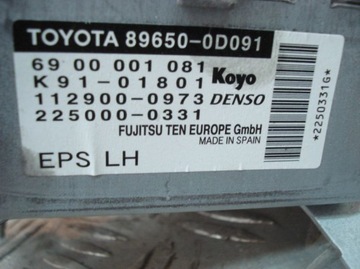 TOYOTA 89650-0D091
69 00 001 081
K91-01801 Koyo
112900-0973 DENSO
225000-0331
FUJITSU TEN EUROPE GmbH
MADE IN SPAIN
EPS LH
*2250331G*